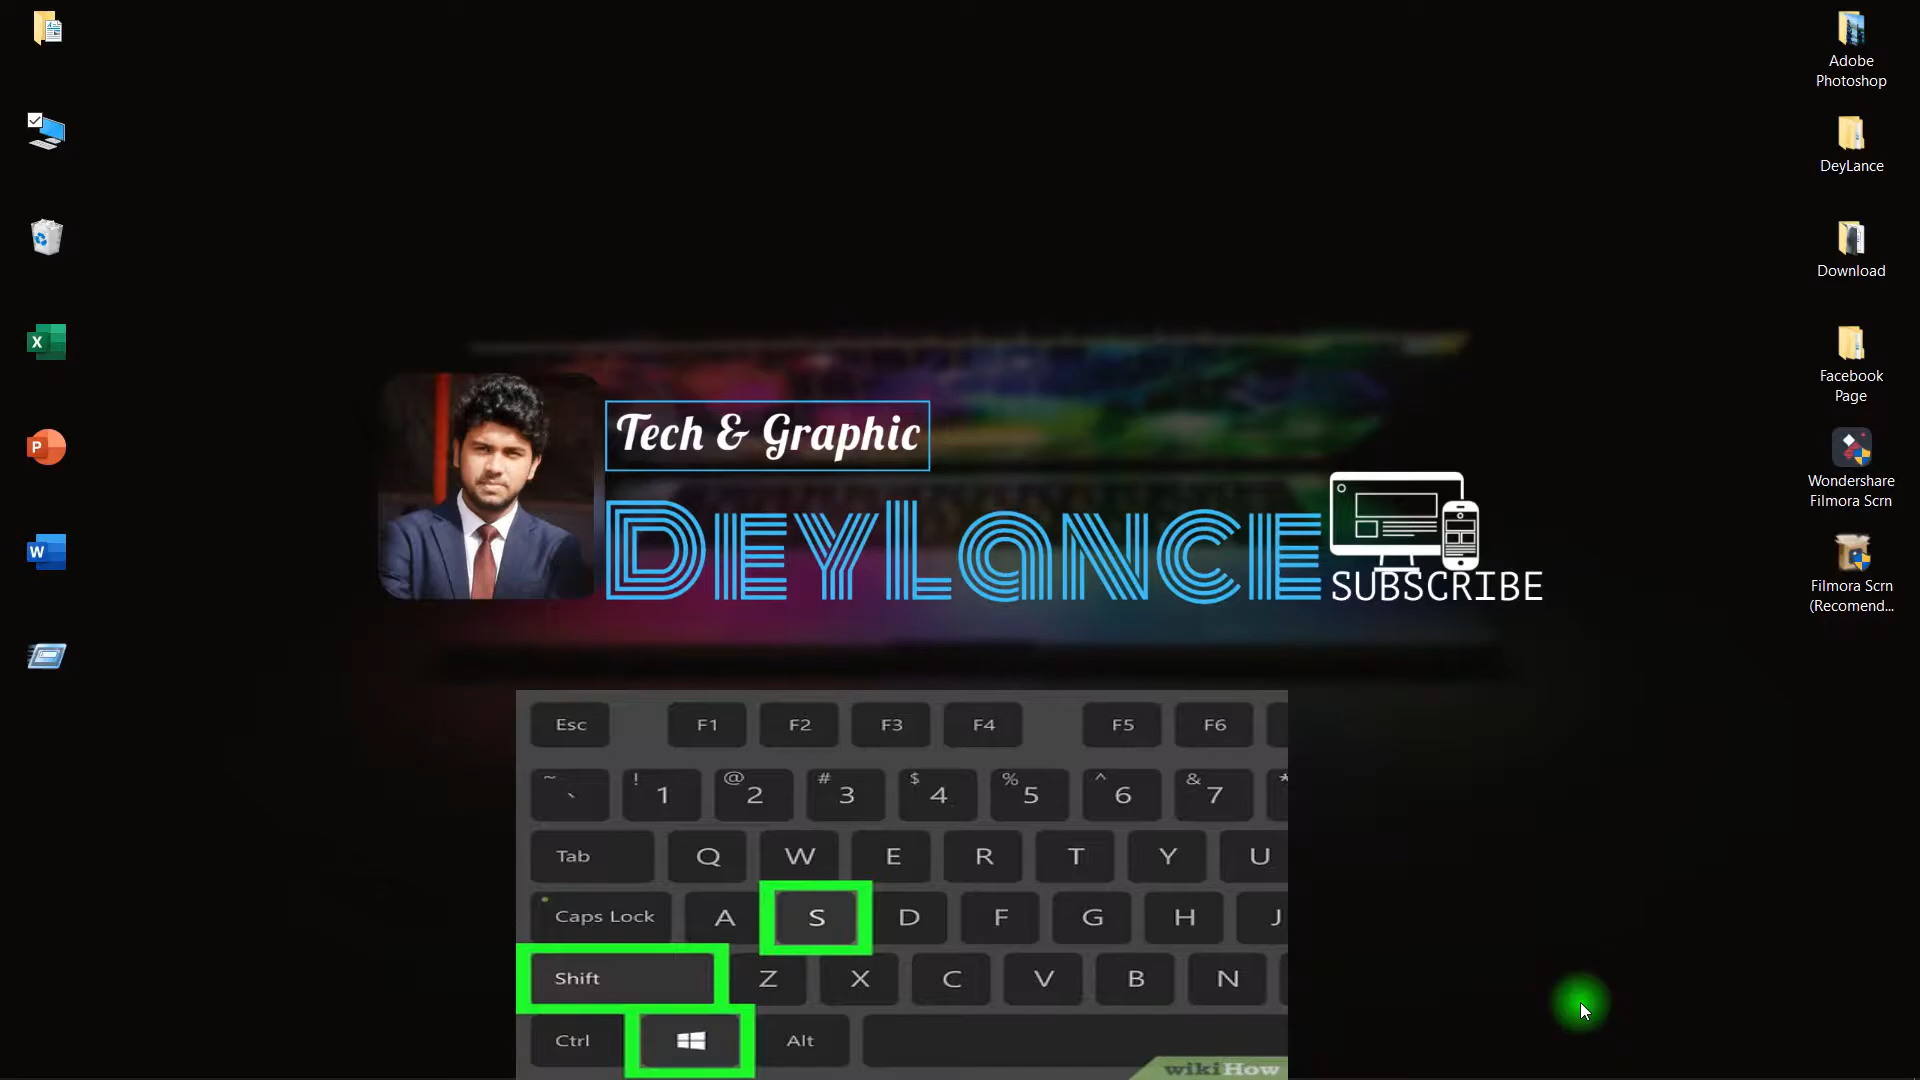 Adobe
Photoshop
DeyLance
Download
Facebook
Page
Wondershare
Filmora Scrn
Filmora Scrn
(Recomend...
X
P
W
Tech & Graphic
DeyLance
SUBSCRIBE
Esc F1 F2 F3 F4 F5 F6
~ ` ! 1 @ 2 # 3 $ 4 % 5 ^ 6 & 7 *
Tab Q W E R T Y U
Caps Lock A S D F G H J
Shift Z X C V B N
Ctrl Alt
wikiHow